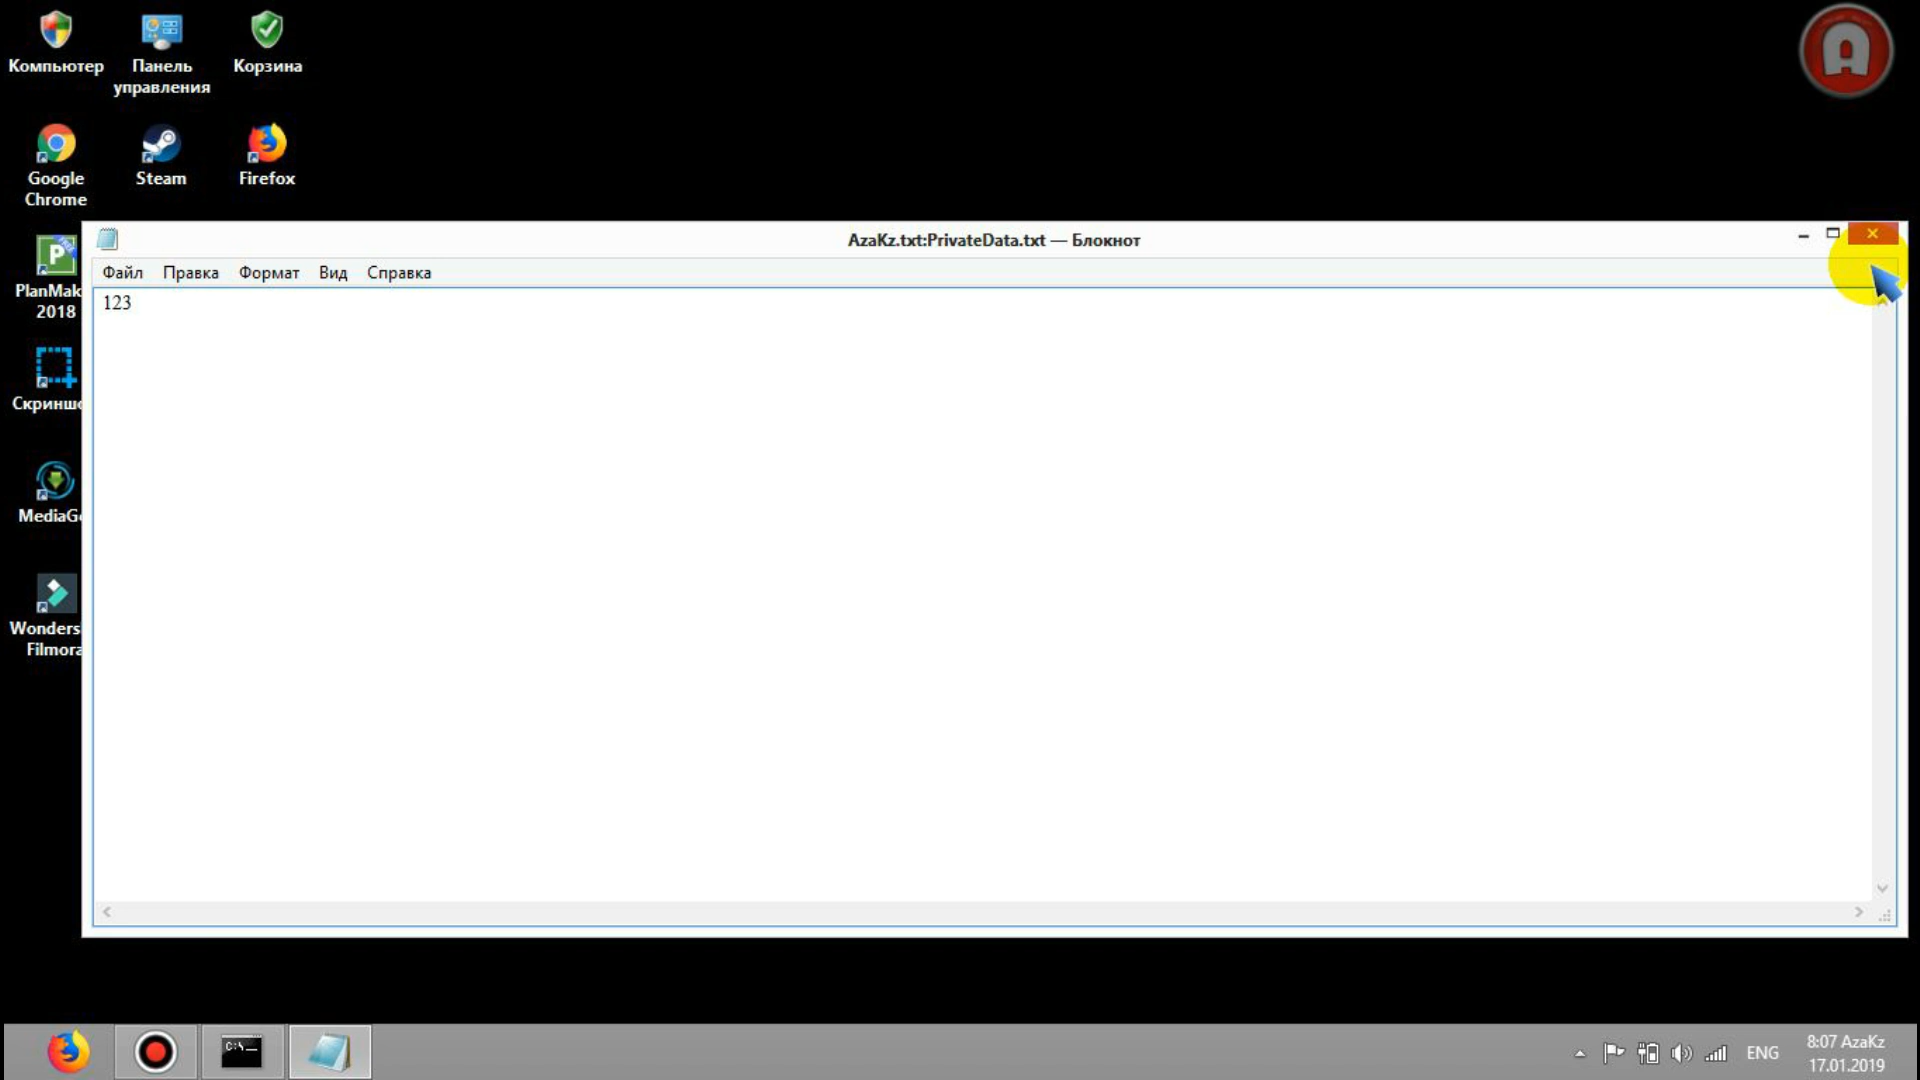 Компьютер
Панель
управления
Корзина
Google
Chrome
Steam
Firefox
PlanMak
2018
Скриншо
MediaG
Wonders
Filmora
AzaKz.txt:PrivateData.txt — Блокнот
Файл Правка Формат Вид Справка
123
C:\
ENG
8:07 AzaKz
17.01.2019
A
P
FREE